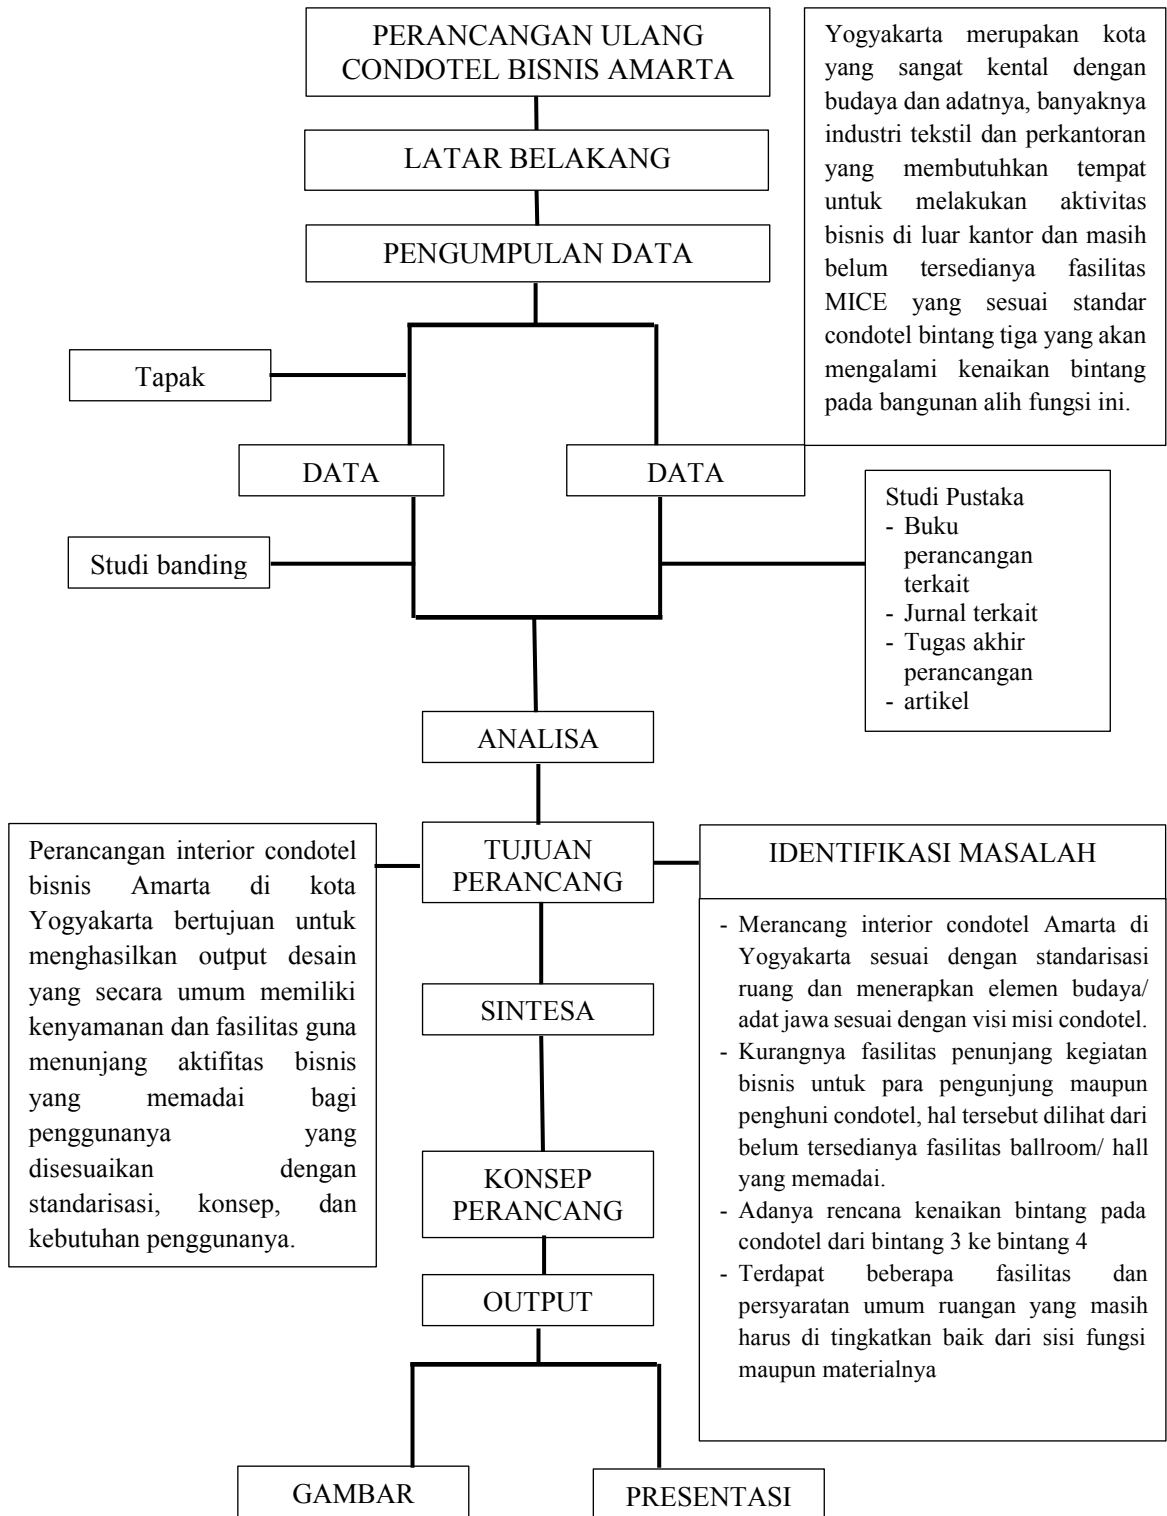 PERANCANGAN ULANG
CONDOTEL BISNIS AMARTA
Yogyakarta merupakan kota
yang sangat kental dengan
budaya dan adatnya, banyaknya
industri tekstil dan perkantoran
yang membutuhkan tempat
untuk melakukan aktivitas
bisnis di luar kantor dan masih
belum tersedianya fasilitas
MICE yang sesuai standar
condotel bintang tiga yang akan
mengalami kenaikan bintang
pada bangunan alih fungsi ini.
LATAR BELAKANG
PENGUMPULAN DATA
Tapak
DATA
DATA
Studi banding
Studi Pustaka
- Buku
perancangan
terkait
- Jurnal terkait
- Tugas akhir
perancangan
- artikel
ANALISA
TUJUAN
PERANCANG
Perancangan interior condotel
bisnis Amarta di kota
Yogyakarta bertujuan untuk
menghasilkan output desain
yang secara umum memiliki
kenyamanan dan fasilitas guna
menunjang aktifitas bisnis
yang memadai bagi
penggunanya yang
disesuaikan dengan
standarisasi, konsep, dan
kebutuhan penggunanya.
IDENTIFIKASI MASALAH
- Merancang interior condotel Amarta di
Yogyakarta sesuai dengan standarisasi
ruang dan menerapkan elemen budaya/
adat jawa sesuai dengan visi misi condotel.
- Kurangnya fasilitas penunjang kegiatan
bisnis untuk para pengunjung maupun
penghuni condotel, hal tersebut dilihat dari
belum tersedianya fasilitas ballroom/ hall
yang memadai.
- Adanya rencana kenaikan bintang pada
condotel dari bintang 3 ke bintang 4
- Terdapat beberapa fasilitas dan
persyaratan umum ruangan yang masih
harus di tingkatkan baik dari sisi fungsi
maupun materialnya
SINTESA
KONSEP
PERANCANG
OUTPUT
GAMBAR
PRESENTASI